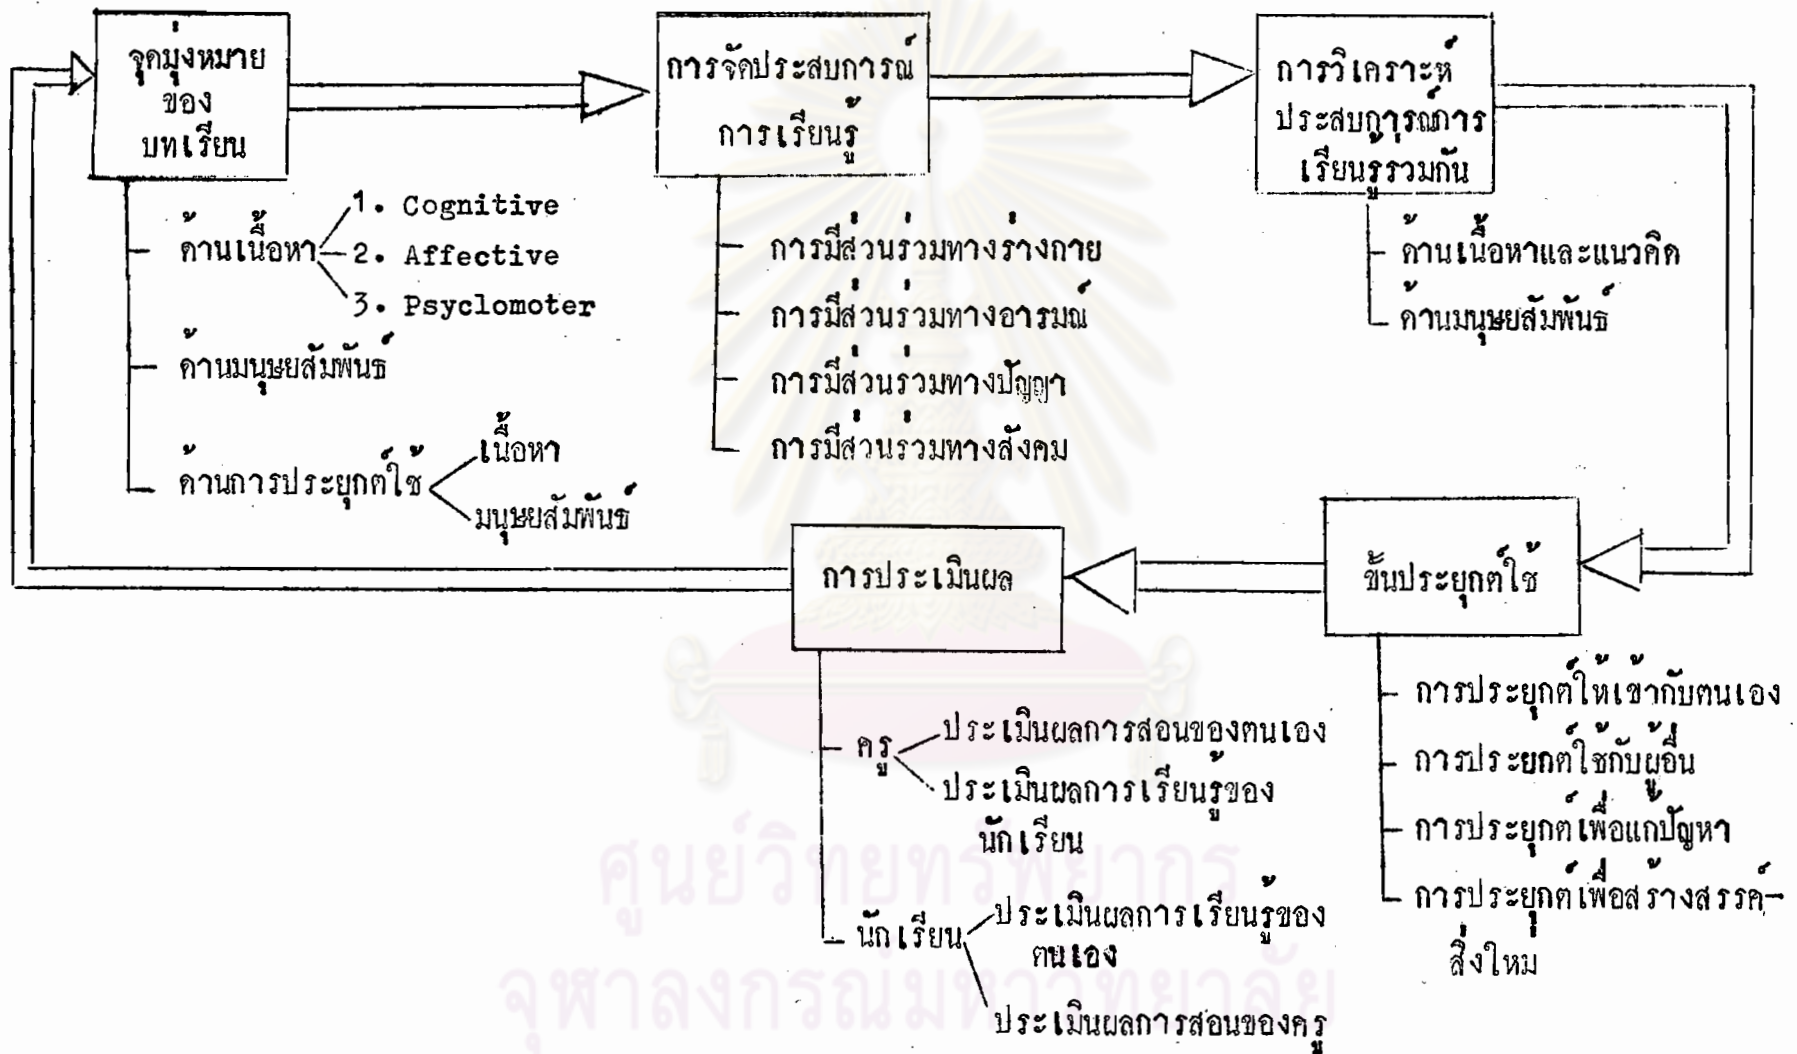 จุดมุ่งหมาย
ของ
บทเรียน
ด้านเนื้อหา
1. Cognitive
2. Affective
3. Psyclomoter
ด้านมนุษยสัมพันธ์
ด้านการประยุกต์ใช้
เนื้อหา
มนุษยสัมพันธ์
การจัดประสบการณ์
การเรียนรู้
การมีส่วนร่วมทางร่างกาย
การมีส่วนร่วมทางอารมณ์
การมีส่วนร่วมทางปัญญา
การมีส่วนร่วมทางสังคม
การวิเคราะห์
ประสบการณ์การ
เรียนรู้รวมกัน
ด้านเนื้อหาและแนวคิด
ด้านมนุษยสัมพันธ์
ขั้นประยุกต์ใช้
การประยุกต์ให้เข้ากับตนเอง
การประยุกต์ใช้กับผู้อื่น
การประยุกต์เพื่อแก้ปัญหา
การประยุกต์เพื่อสร้างสรรค์-
สิ่งใหม่
การประเมินผล
ครู
ประเมินผลการสอนของตนเอง
ประเมินผลการเรียนรู้ของ
นักเรียน
นักเรียน
ประเมินผลการเรียนรู้ของ
ตนเอง
ประเมินผลการสอนของครู
ศูนย์วิทยทรัพยากร
จุฬาลงกรณ์มหาวิทยาลัย